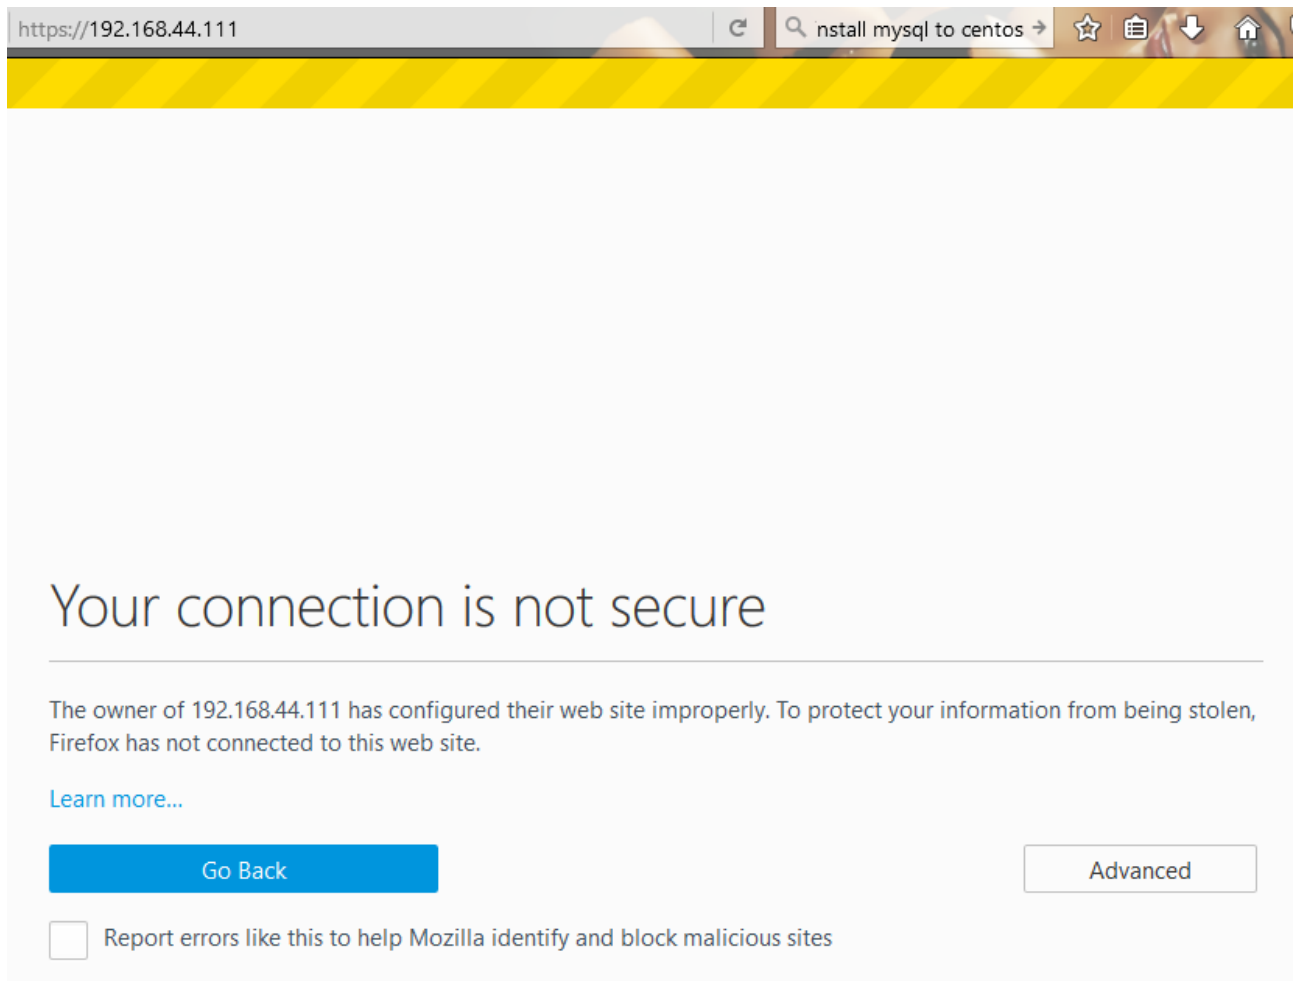 https://192.168.44.111
nstall mysql to centos
Your connection is not secure
The owner of 192.168.44.111 has configured their web site improperly. To protect your information from being stolen,
Firefox has not connected to this web site.
Learn more...
Go Back
Advanced
Report errors like this to help Mozilla identify and block malicious sites